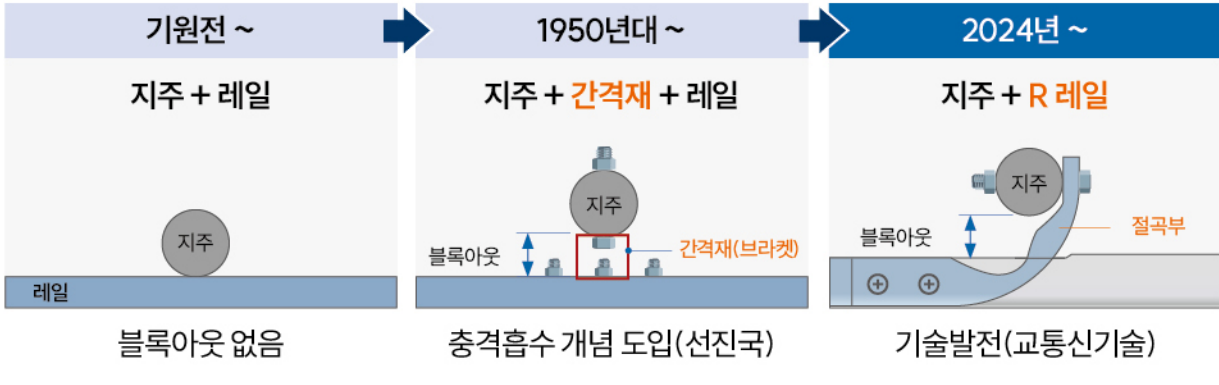 기원전 ~
1950년대 ~
2024년 ~
지주 + 레일
지주 + 간격재 + 레일
지주 + R 레일
지주
레일
지주
블록아웃
간격재(브라켓)
지주
블록아웃
절곡부
블록아웃 없음
충격흡수 개념 도입(선진국)
기술발전(교통신기술)